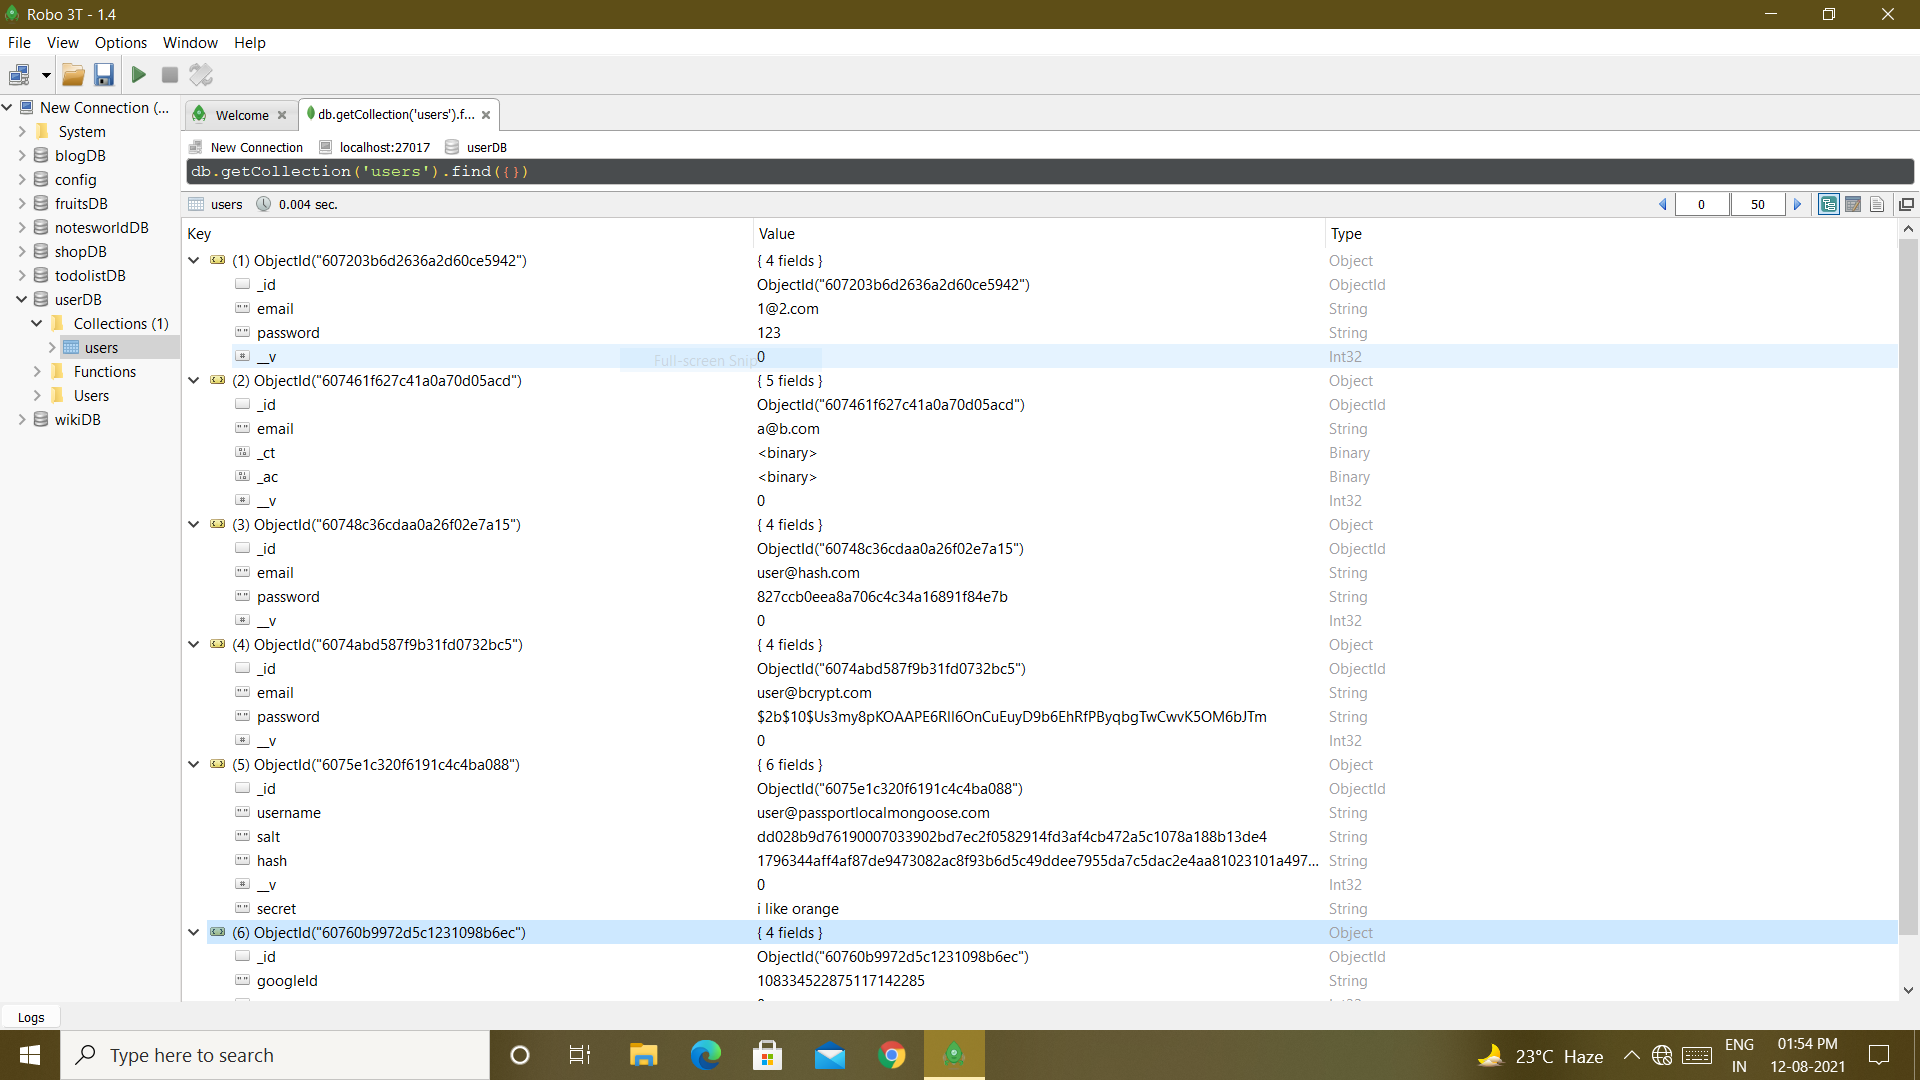 Robo 3T - 1.4
File View Options Window Help
New Connection (...
System
blogDB
config
fruitsDB
notesworldDB
shopDB
todolistDB
userDB
Collections (1)
users
Functions
Users
wikiDB
Welcome
db.getCollection('users').f...
New Connection localhost:27017 userDB
db.getCollection('users').find({})
users 0.004 sec. 0 50
Key Value Type
(1) ObjectId("607203b6d2636a2d60ce5942") { 4 fields } Object
_id ObjectId("607203b6d2636a2d60ce5942") ObjectId
email 1@2.com String
password 123 String
__v 0 Int32
Full-screen Snip
(2) ObjectId("607461f627c41a0a70d05acd") { 5 fields } Object
_id ObjectId("607461f627c41a0a70d05acd") ObjectId
email a@b.com String
_ct <binary> Binary
_ac <binary> Binary
__v 0 Int32
(3) ObjectId("60748c36cdaa0a26f02e7a15") { 4 fields } Object
_id ObjectId("60748c36cdaa0a26f02e7a15") ObjectId
email user@hash.com String
password 827ccb0eea8a706c4c34a16891f84e7b String
__v 0 Int32
(4) ObjectId("6074abd587f9b31fd0732bc5") { 4 fields } Object
_id ObjectId("6074abd587f9b31fd0732bc5") ObjectId
email user@bcrypt.com String
password $2b$10$Us3my8pKOAAPE6RlI6OnCuEuyD9b6EhRfPByqbgTwCwvK5OM6bJTm String
__v 0 Int32
(5) ObjectId("6075e1c320f6191c4c4ba088") { 6 fields } Object
_id ObjectId("6075e1c320f6191c4c4ba088") ObjectId
username user@passportlocalmongoose.com String
salt dd028b9d76190007033902bd7ec2f0582914fd3af4cb472a5c1078a188b13de4 String
hash 1796344aff4af87de9473082ac8f93b6d5c49ddee7955da7c5dac2e4aa81023101a497... String
__v 0 Int32
secret i like orange String
(6) ObjectId("60760b9972d5c1231098b6ec") { 4 fields } Object
_id ObjectId("60760b9972d5c1231098b6ec") ObjectId
googleId 108334522875117142285 String
Logs
Type here to search
23°C Haze
ENG
IN
01:54 PM
12-08-2021